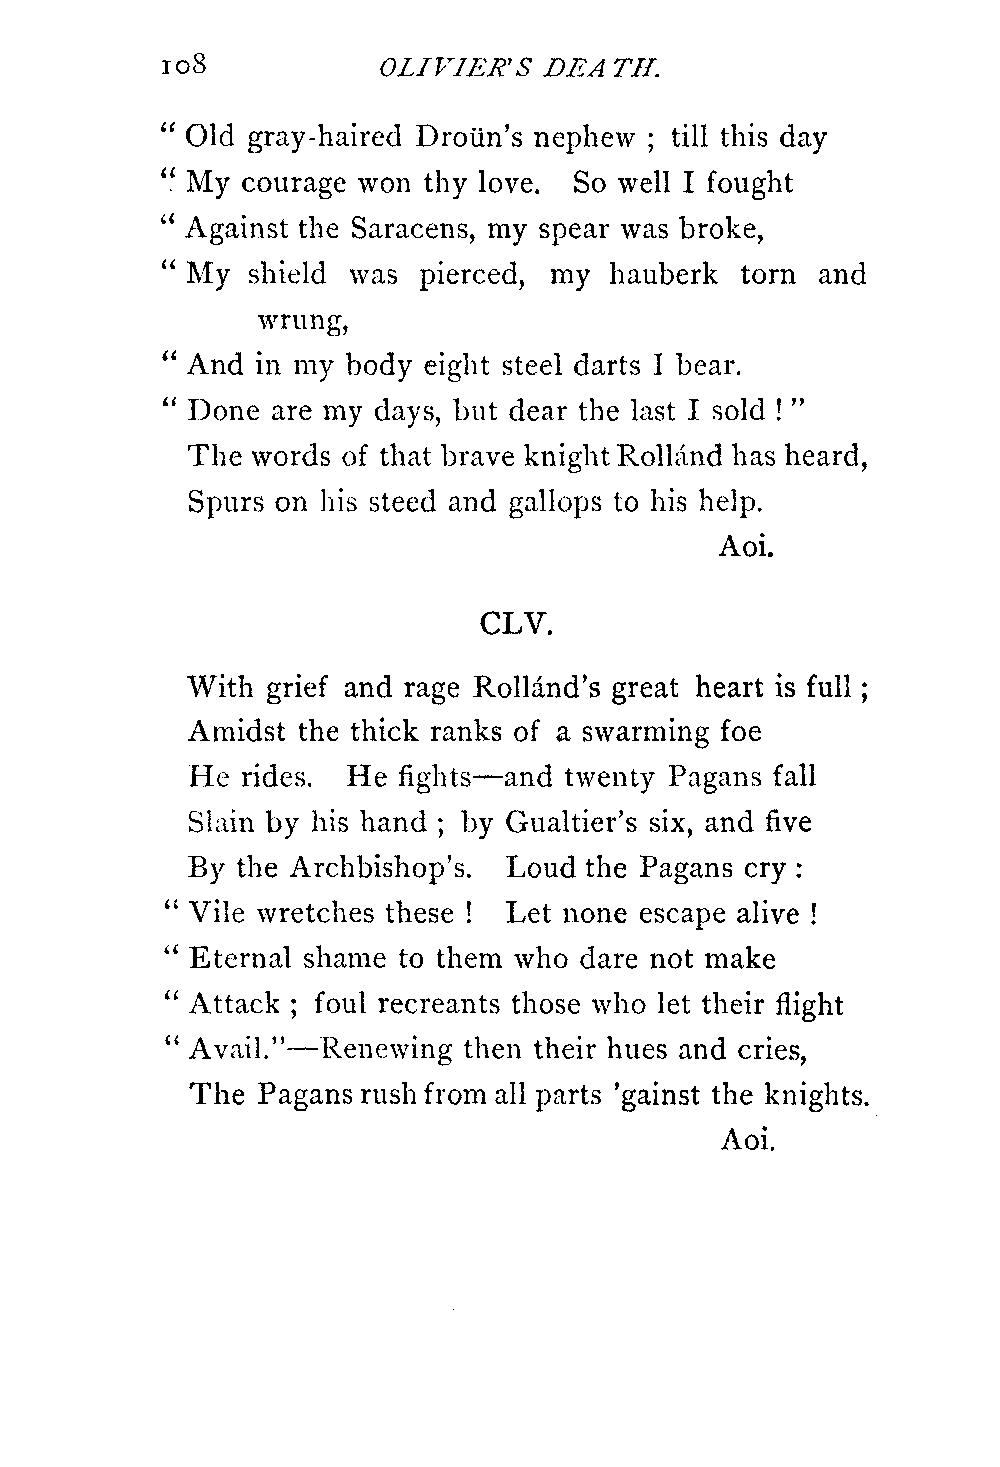 108 OLIVIER'S DEATH.
“ Old gray-haired Droün's nephew ; till this day
“ My courage won thy love. So well I fought
“ Against the Saracens, my spear was broke,
“ My shield was pierced, my hauberk torn and
wrung,
“ And in my body eight steel darts I bear.
“ Done are my days, but dear the last I sold ! ”
The words of that brave knight Rollánd has heard,
Spurs on his steed and gallops to his help.
Aoi.
CLV.
With grief and rage Rollánd's great heart is full ;
Amidst the thick ranks of a swarming foe
He rides. He fights—and twenty Pagans fall
Slain by his hand ; by Gualtier's six, and five
By the Archbishop's. Loud the Pagans cry :
“ Vile wretches these ! Let none escape alive !
“ Eternal shame to them who dare not make
“ Attack ; foul recreants those who let their flight
“ Avail.”—Renewing then their hues and cries,
The Pagans rush from all parts 'gainst the knights.
Aoi.